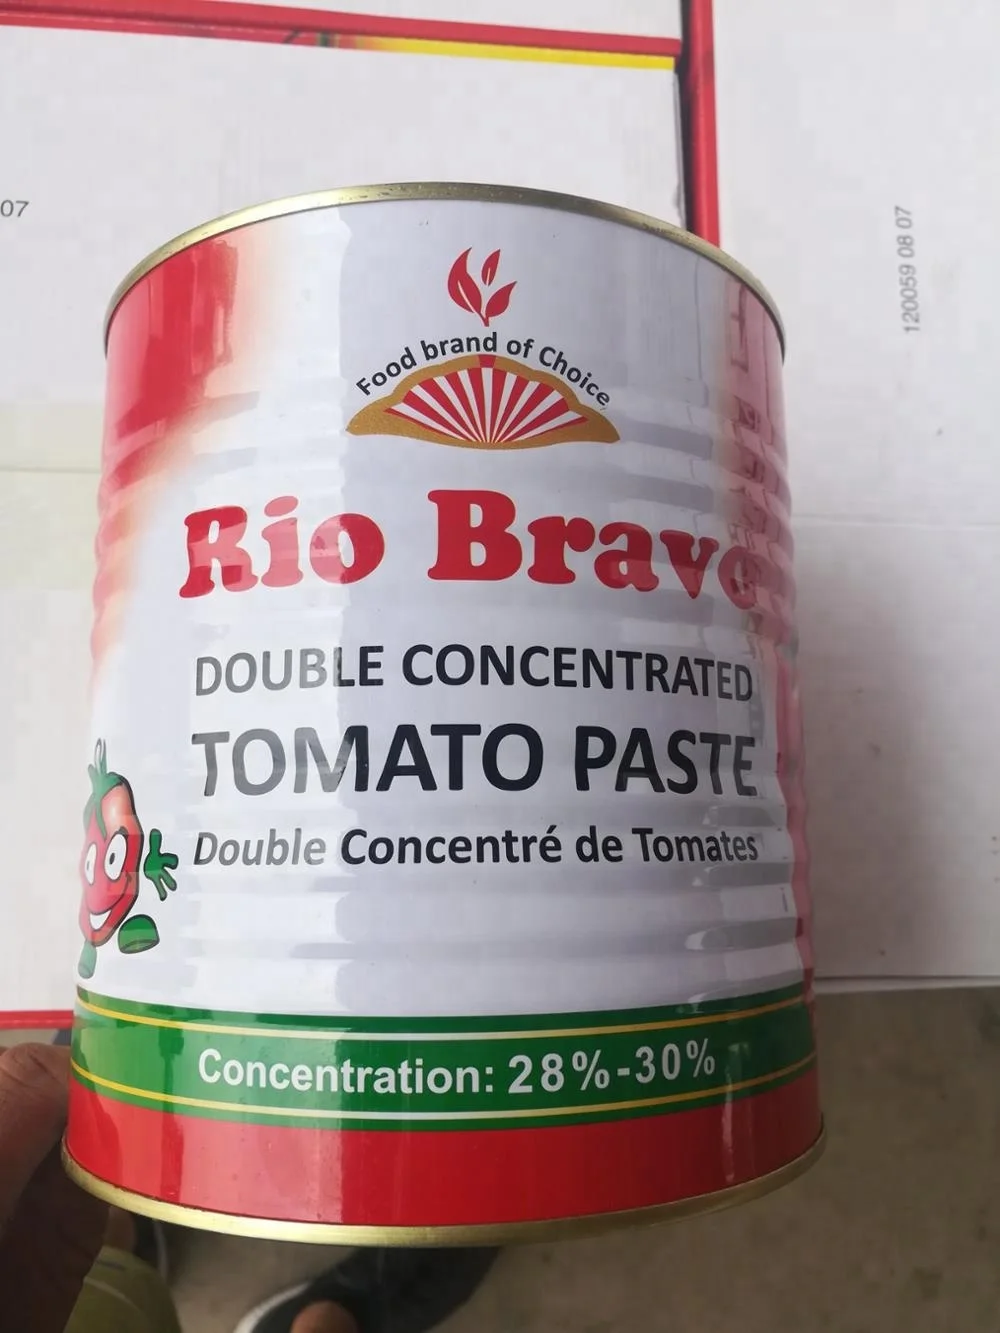 07
120059 08 07
Food brand of Choice
Rio Bravo
DOUBLE CONCENTRATED
TOMATO PASTE
Double Concentré de Tomates
Concentration: 28%-30%